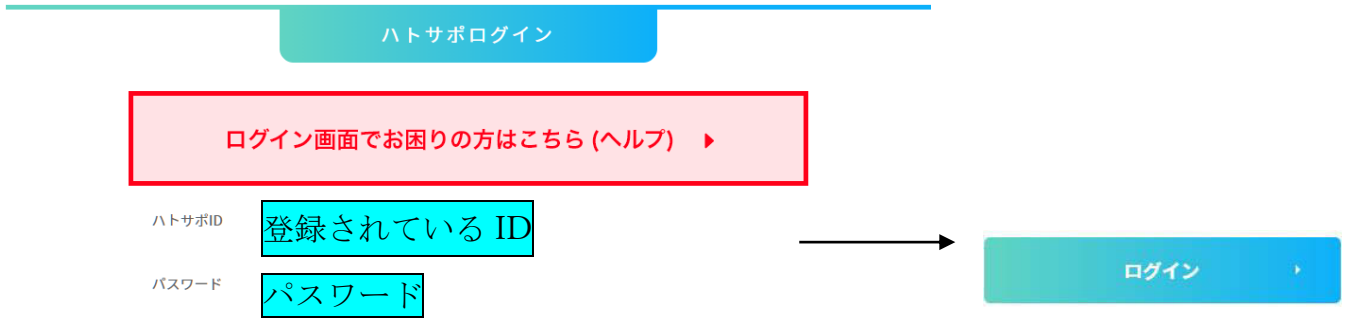 ハトサポログイン
ログイン画面でお困りの方はこちら (ヘルプ)
ハトサポID
登録されている ID
パスワード
パスワード
ログイン